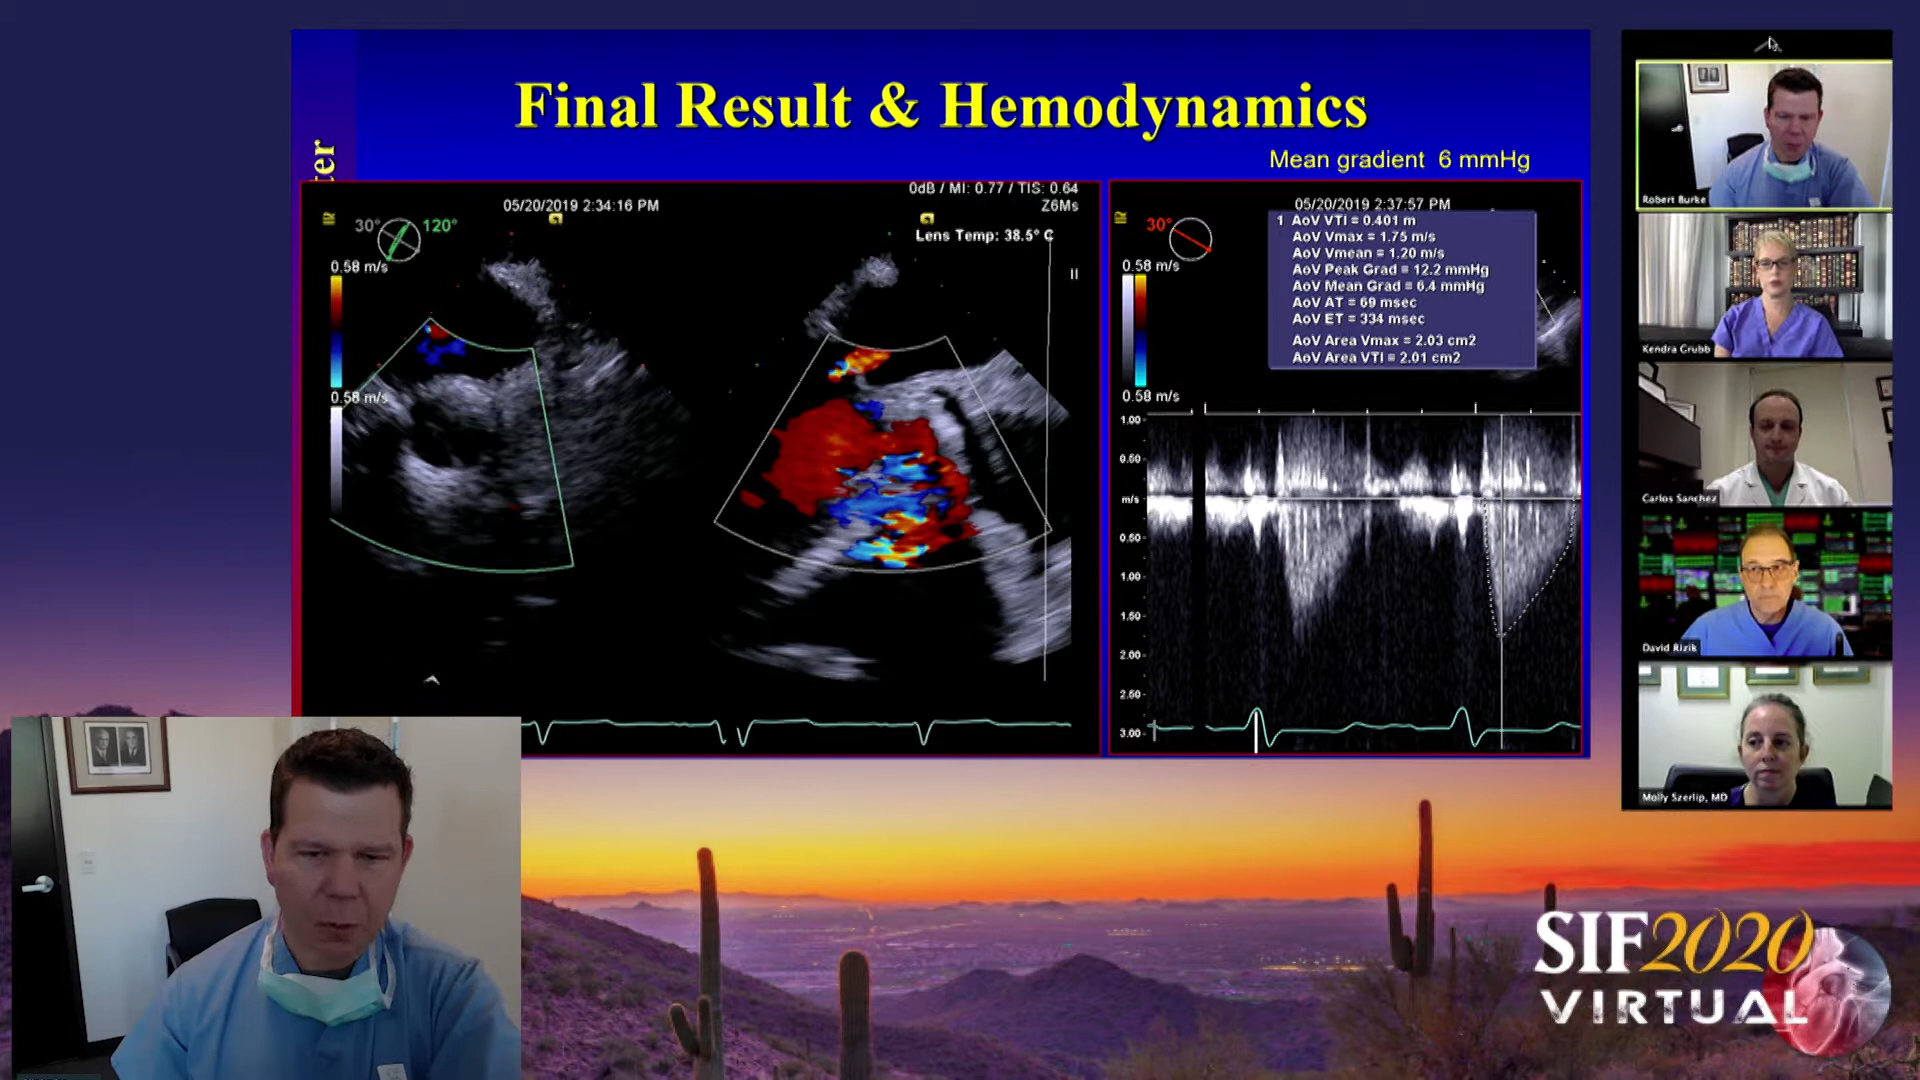 Final Result & Hemodynamics
Mean gradient 6 mmHg
ter
0dB / MI: 0.77 / TIS: 0.64
05/20/2019 2:34:16 PM
Z6Ms
30°
120°
Lens Temp: 38.5° C
0.58 m/s
0.58 m/s
05/20/2019 2:37:57 PM
30°
0.58 m/s
0.58 m/s
1 AoV VTI = 0.401 m
AoV Vmax = 1.75 m/s
AoV Vmean = 1.20 m/s
AoV Peak Grad = 12.2 mmHg
AoV Mean Grad = 6.4 mmHg
AoV AT = 69 msec
AoV ET = 334 msec
AoV Area Vmax = 2.03 cm2
AoV Area VTI = 2.01 cm2
1.00
0.50
m/s
0.50
1.00
1.50
2.00
2.50
3.00
Robert Burke
Kendra Grubb
Carlos Sanchez
David Rizik
Molly Szerlip, MD
SIF2020
VIRTUAL